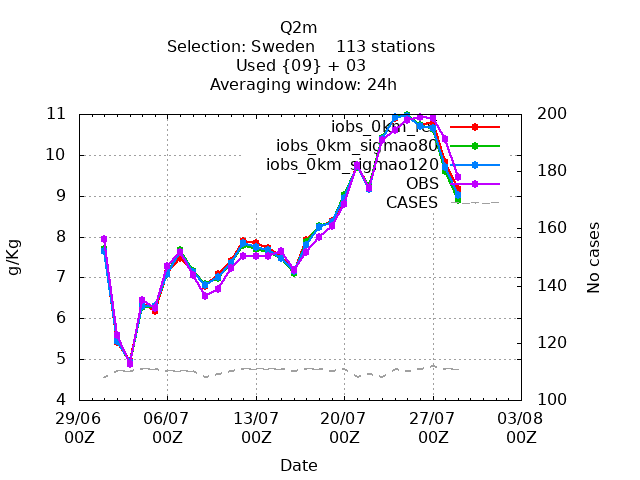 Q2m
Selection: Sweden    113 stations
Used {09} + 03
Averaging window: 24h
11
10
9
8
7
6
5
4
200
180
160
140
120
100
g/Kg
No cases
iobs_0km_
iobs_0km_sigmao80
iobs_0km_sigmao120
OBS
CASES
29/06 06/07 13/07 20/07 27/07 03/08
00Z 00Z 00Z 00Z 00Z 00Z
Date